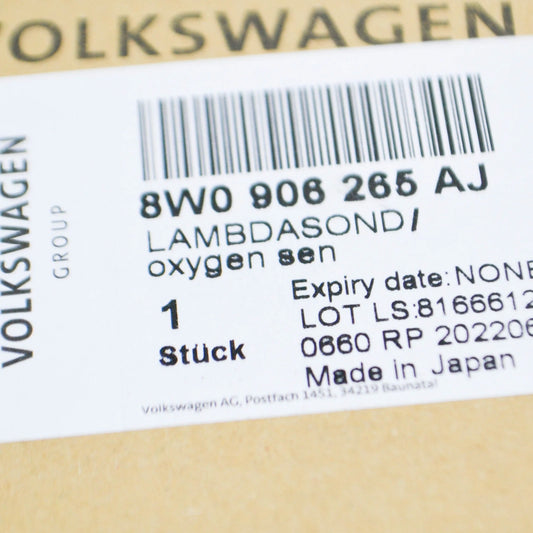 VOLKSWAGEN
VOLKSWAGEN
GROUP
8W0 906 265 AJ
LAMBDASOND/
oxygen sen
1
Stück
Expiry date:NONE
LOT LS:8166612
0660 RP 202206
Made in Japan
Volkswagen AG, Postfach 1451, 34219 Baunatal